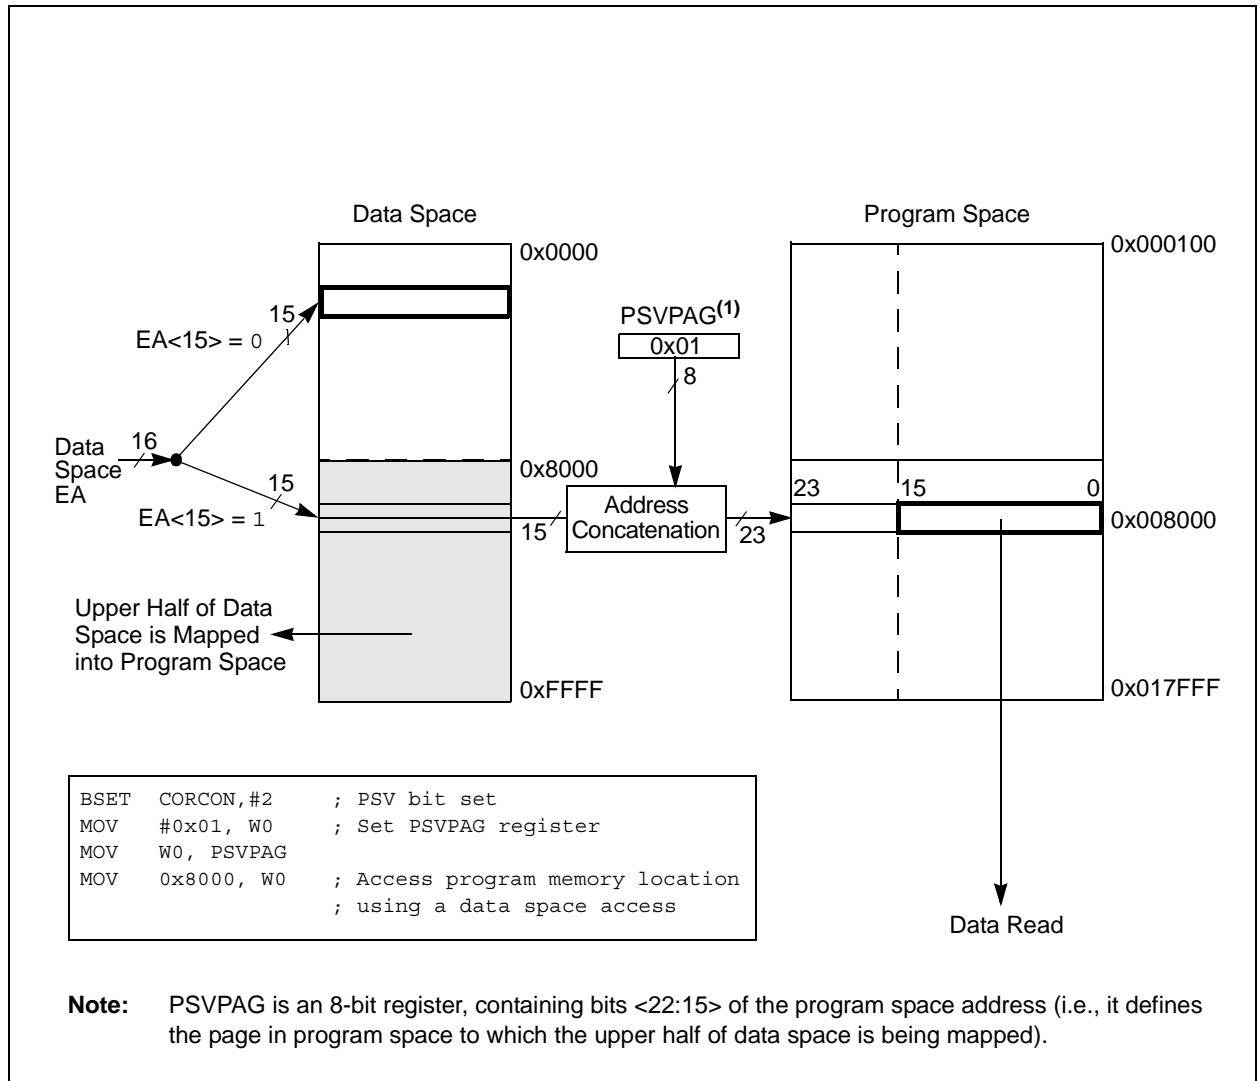 Data Space
Program Space
0x0000
0x000100
15
EA<15> = 0
PSVPAG(1)
0x01
8
16
Data
Space
EA
0x8000
15
EA<15> = 1
15
Address
Concatenation
23
23 15 0
0x008000
Upper Half of Data
Space is Mapped
into Program Space
0xFFFF
0x017FFF
BSET CORCON,#2 ; PSV bit set
MOV #0x01, W0 ; Set PSVPAG register
MOV W0, PSVPAG
MOV 0x8000, W0 ; Access program memory location
; using a data space access
Data Read
Note: PSVPAG is an 8-bit register, containing bits <22:15> of the program space address (i.e., it defines
the page in program space to which the upper half of data space is being mapped).